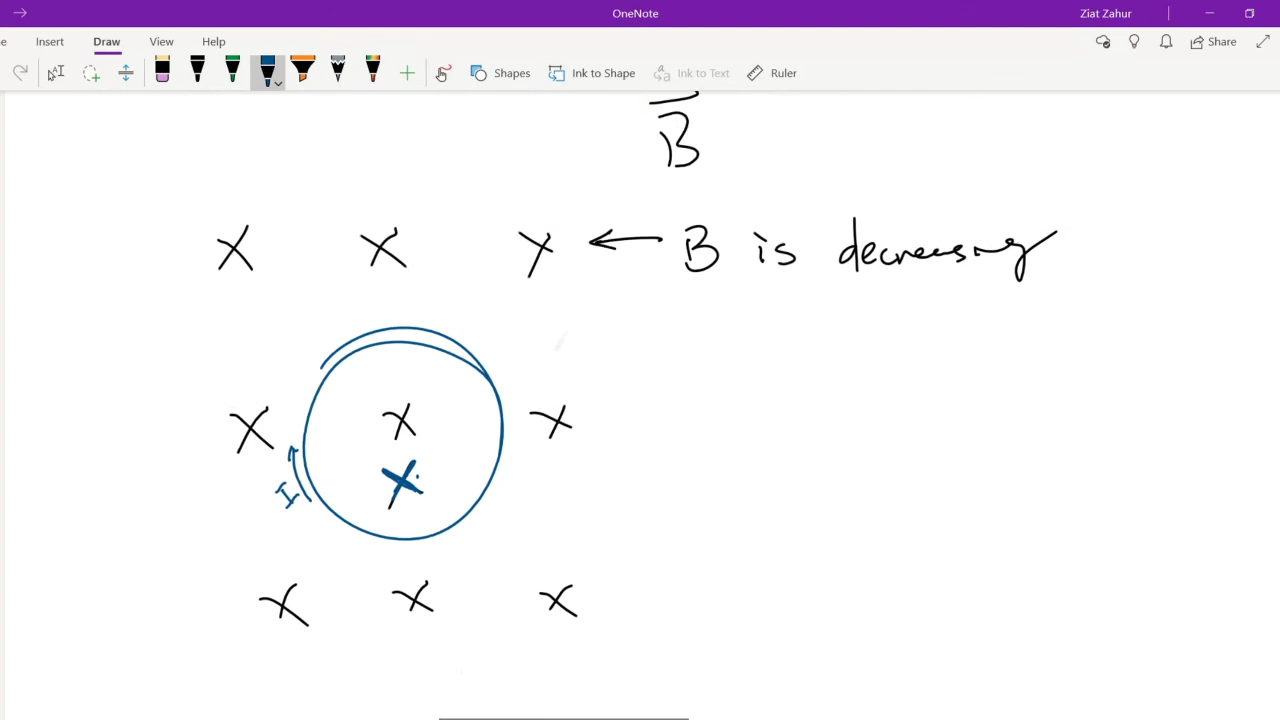 OneNote
Ziat Zahur
Insert Draw View Help
Share
Shapes Ink to Shape Ink to Text Ruler
B
X X X ← B is decreasing
X X X
X
I
X X X